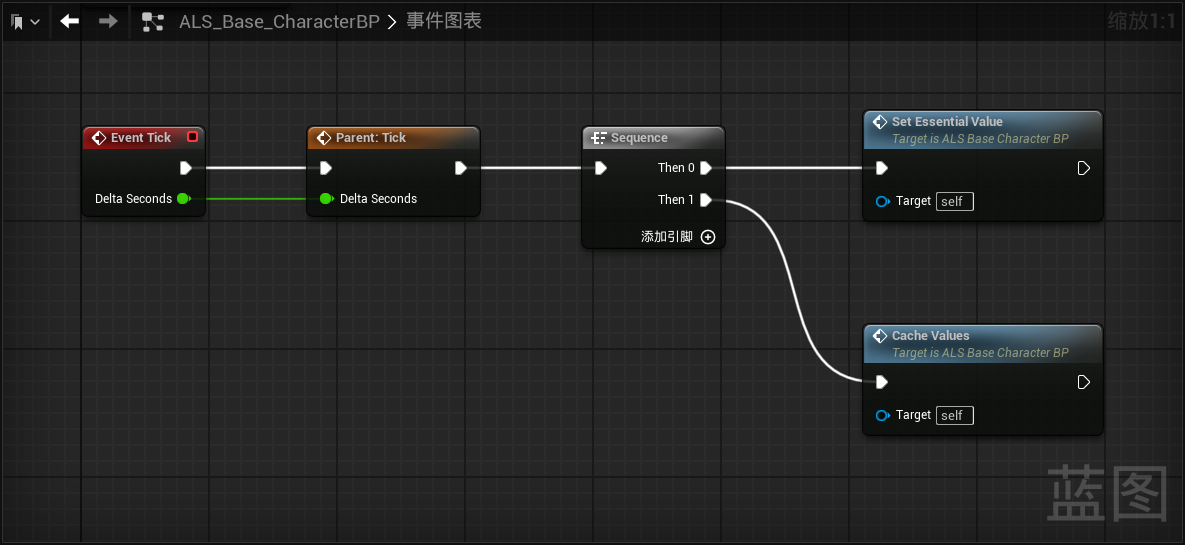 ALS_Base_CharacterBP > 事件图表
缩放1:1
Event Tick
Delta Seconds
Parent: Tick
Delta Seconds
Sequence
Then 0
Then 1
添加引脚
Set Essential Value
Target is ALS Base Character BP
Target self
Cache Values
Target is ALS Base Character BP
Target self
蓝图